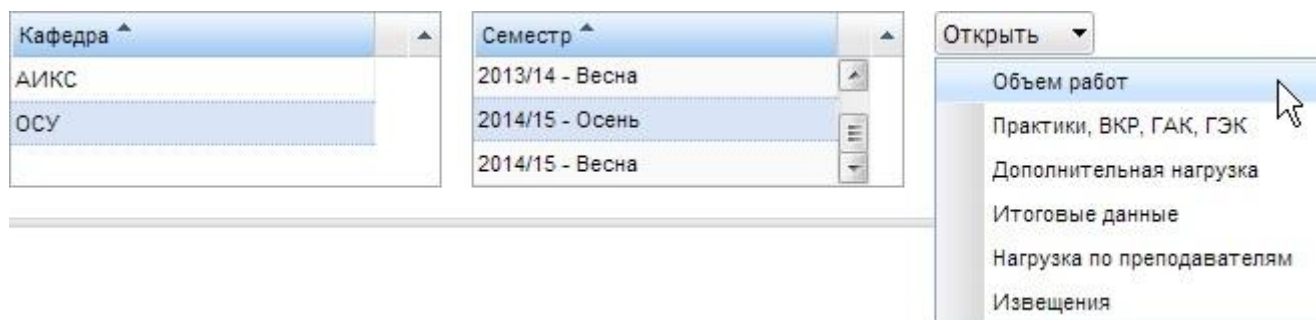 Кафедра
АИКС
ОСУ
Семестр
2013/14 - Весна
2014/15 - Осень
2014/15 - Весна
Открыть
Объем работ
Практики, ВКР, ГАК, ГЭК
Дополнительная нагрузка
Итоговые данные
Нагрузка по преподавателям
Извещения